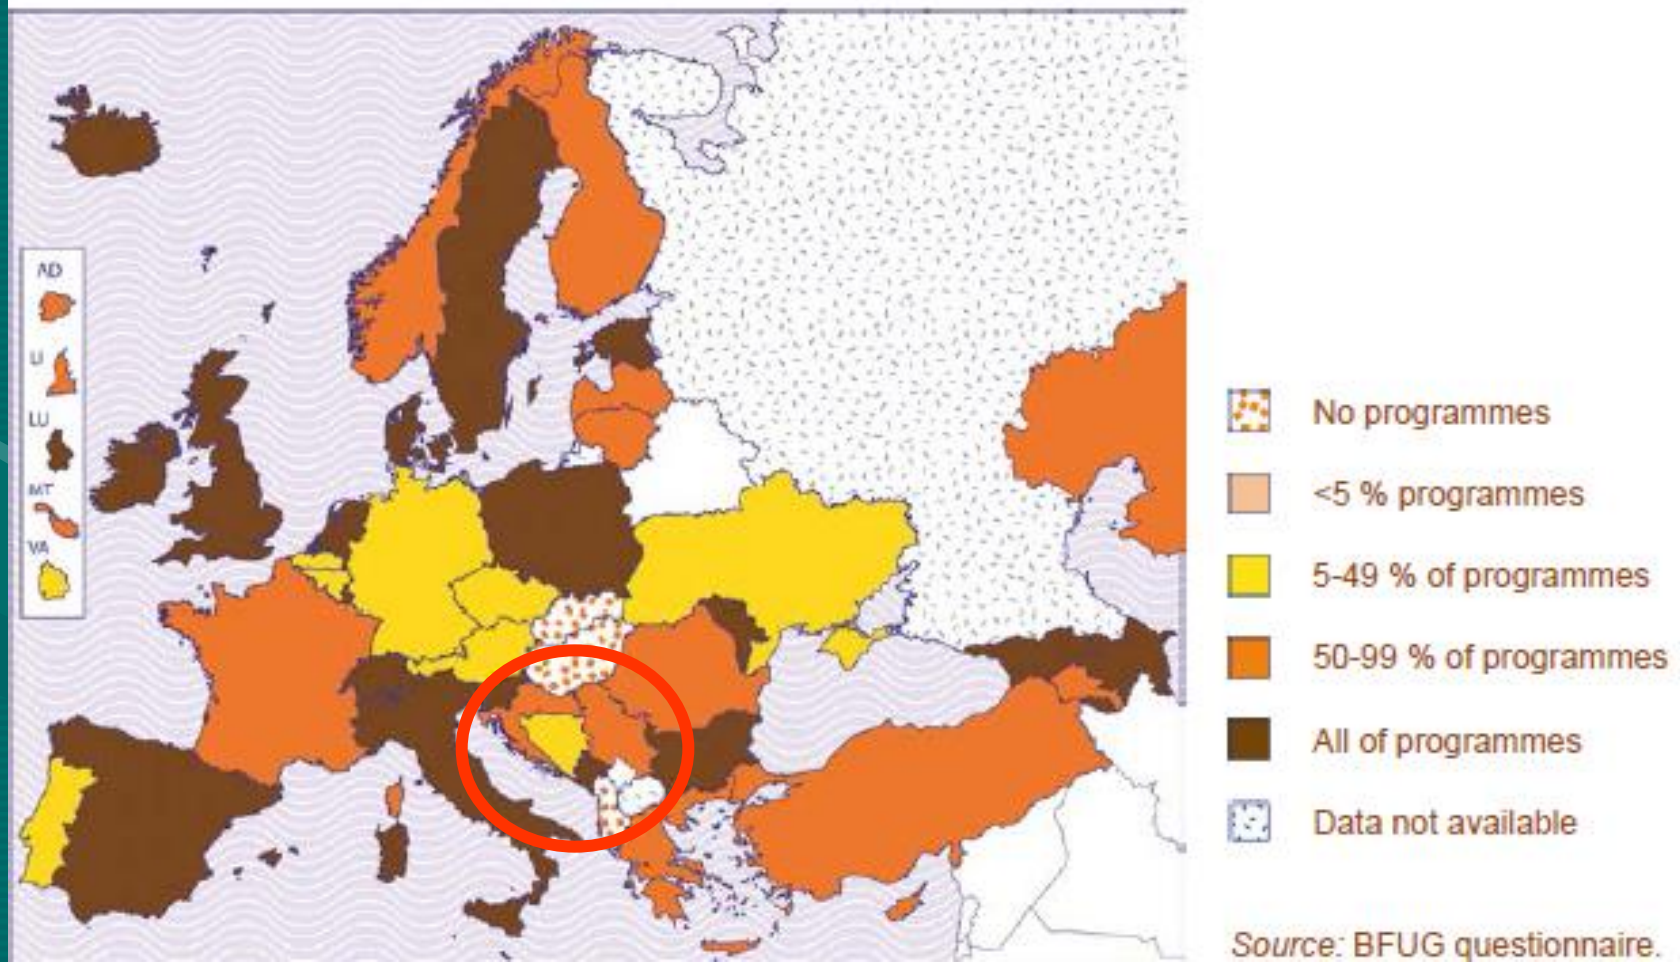 AD
LI
LU
MT
VA
No programmes
<5 % programmes
5-49 % of programmes
50-99 % of programmes
All of programmes
Data not available
Source: BFUG questionnaire.